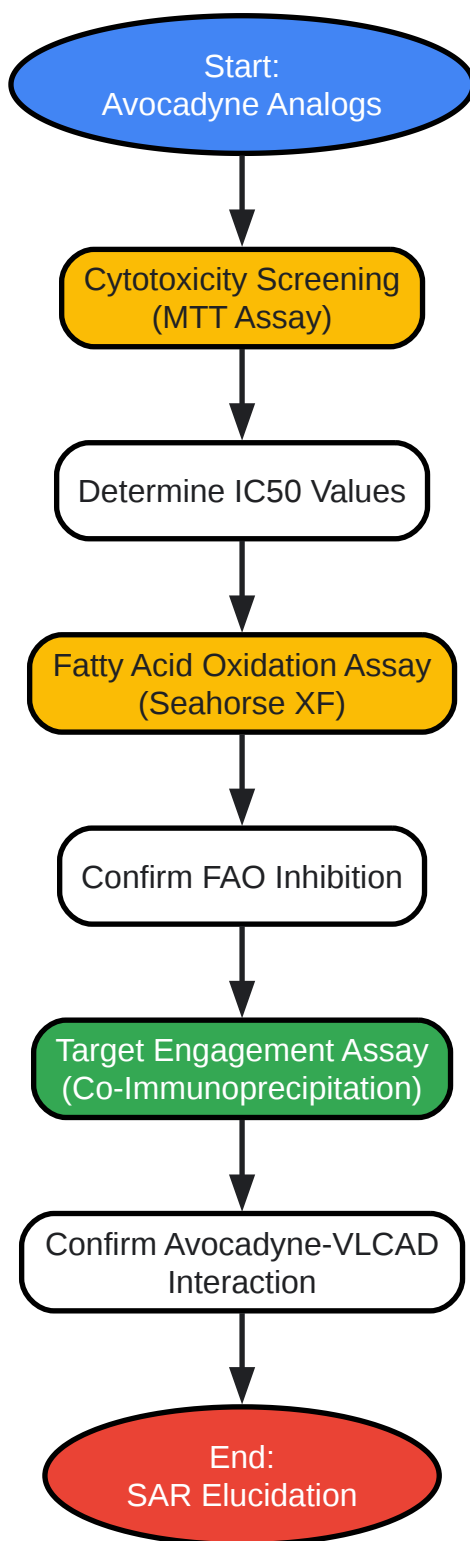 Start:
Avocadyne Analogs
Cytotoxicity Screening
(MTT Assay)
Determine IC50 Values
Fatty Acid Oxidation Assay
(Seahorse XF)
Confirm FAO Inhibition
Target Engagement Assay
(Co-Immunoprecipitation)
Confirm Avocadyne-VLCAD
Interaction
End:
SAR Elucidation